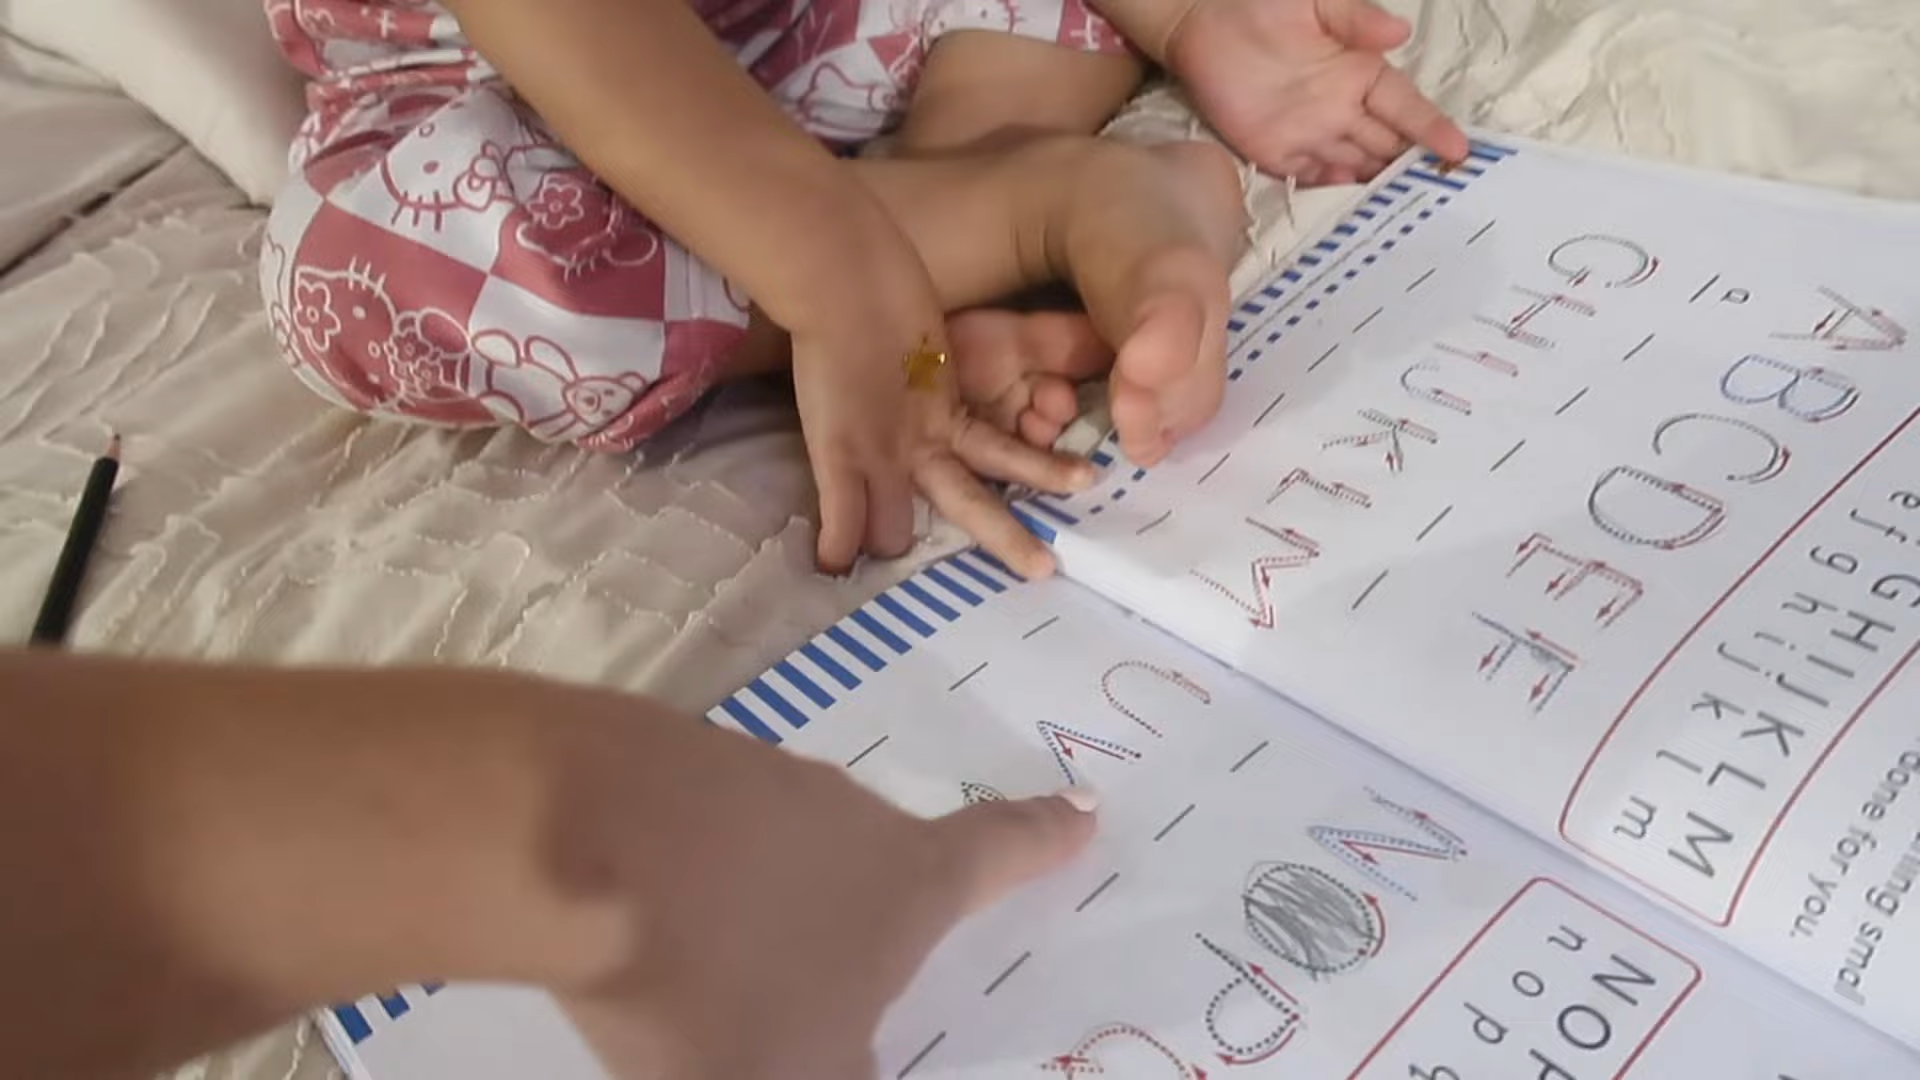 done for you.
G H I J K L M
e f g h i j k l m
A B C D E F
a
G H I J K L M
N O P
n o p q
N O P
U V